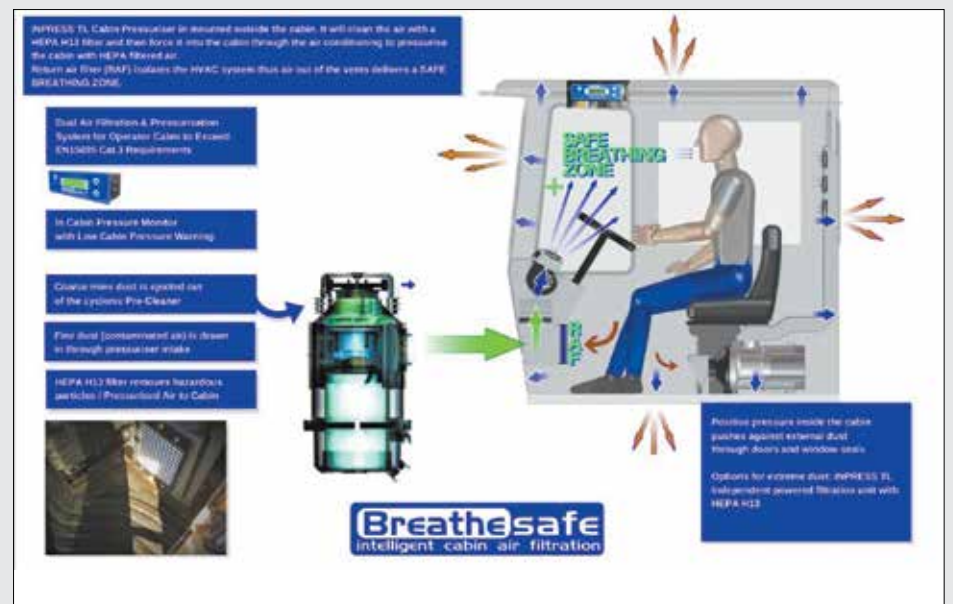 INPRESS TL Cabin Pressuriser in mounted outside the cabin. It will clean the air with a
HEPA H13 filter and then force it into the cabin through the air conditioning to pressurise
the cabin with HEPA filtered air.
Return air filter (RAF) isolates the HVAC system thus air out of the vents delivers a SAFE
BREATHING ZONE.
Dual Air Filtration & Pressurisation
System for Operator Cabin to Exceed
Cat 3 Requirements
SAFE
BREATHING
ZONE
+
In Cabin Pressure Monitor
with Low Cabin Pressure Warning
Coarse mine dust is ejected out
of the cyclonic Pre-Cleaner
Fine dust (contaminated air) is drawn
in through pressuriser intake
RAF
HEPA H13 filter removes hazardous
particles / Pressurised Air to Cabin
Positive pressure inside the cabin
pushes against external dust
through doors and window seals
Options for extreme dust: INPRESS TL
Independent powered filtration unit with
HEPA H13
Breathesafe
intelligent cabin air filtration